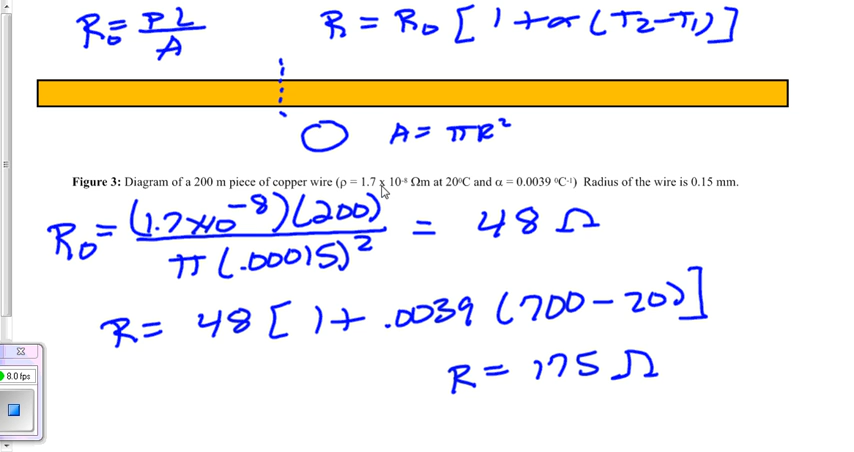 R₀ = ρL/A R = R₀ [ 1 + α (T2 - T1) ]
A = πR²
Figure 3: Diagram of a 200 m piece of copper wire (ρ = 1.7 x 10⁻⁸ Ωm at 20⁰C and α = 0.0039 ⁰C⁻¹) Radius of the wire is 0.15 mm.
R₀ = (1.7x10⁻⁸)(200) / π(.00015)² = 48 Ω
R = 48 [ 1 + .0039 (700 - 20) ]
R = 175 Ω
8.0 fps